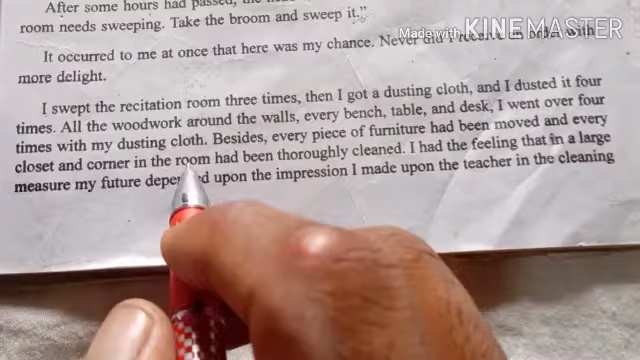 After some hours had passed, the
room needs sweeping. Take the broom and sweep it."
It occurred to me at once that here was my chance. Never did I receive an order with
more delight.
I swept the recitation room three times, then I got a dusting cloth, and I dusted it four
times. All the woodwork around the walls, every bench, table, and desk, I went over four
times with my dusting cloth. Besides, every piece of furniture had been moved and every
closet and corner in the room had been thoroughly cleaned. I had the feeling that in a large
measure my future depended upon the impression I made upon the teacher in the cleaning
Made with KINEMASTER